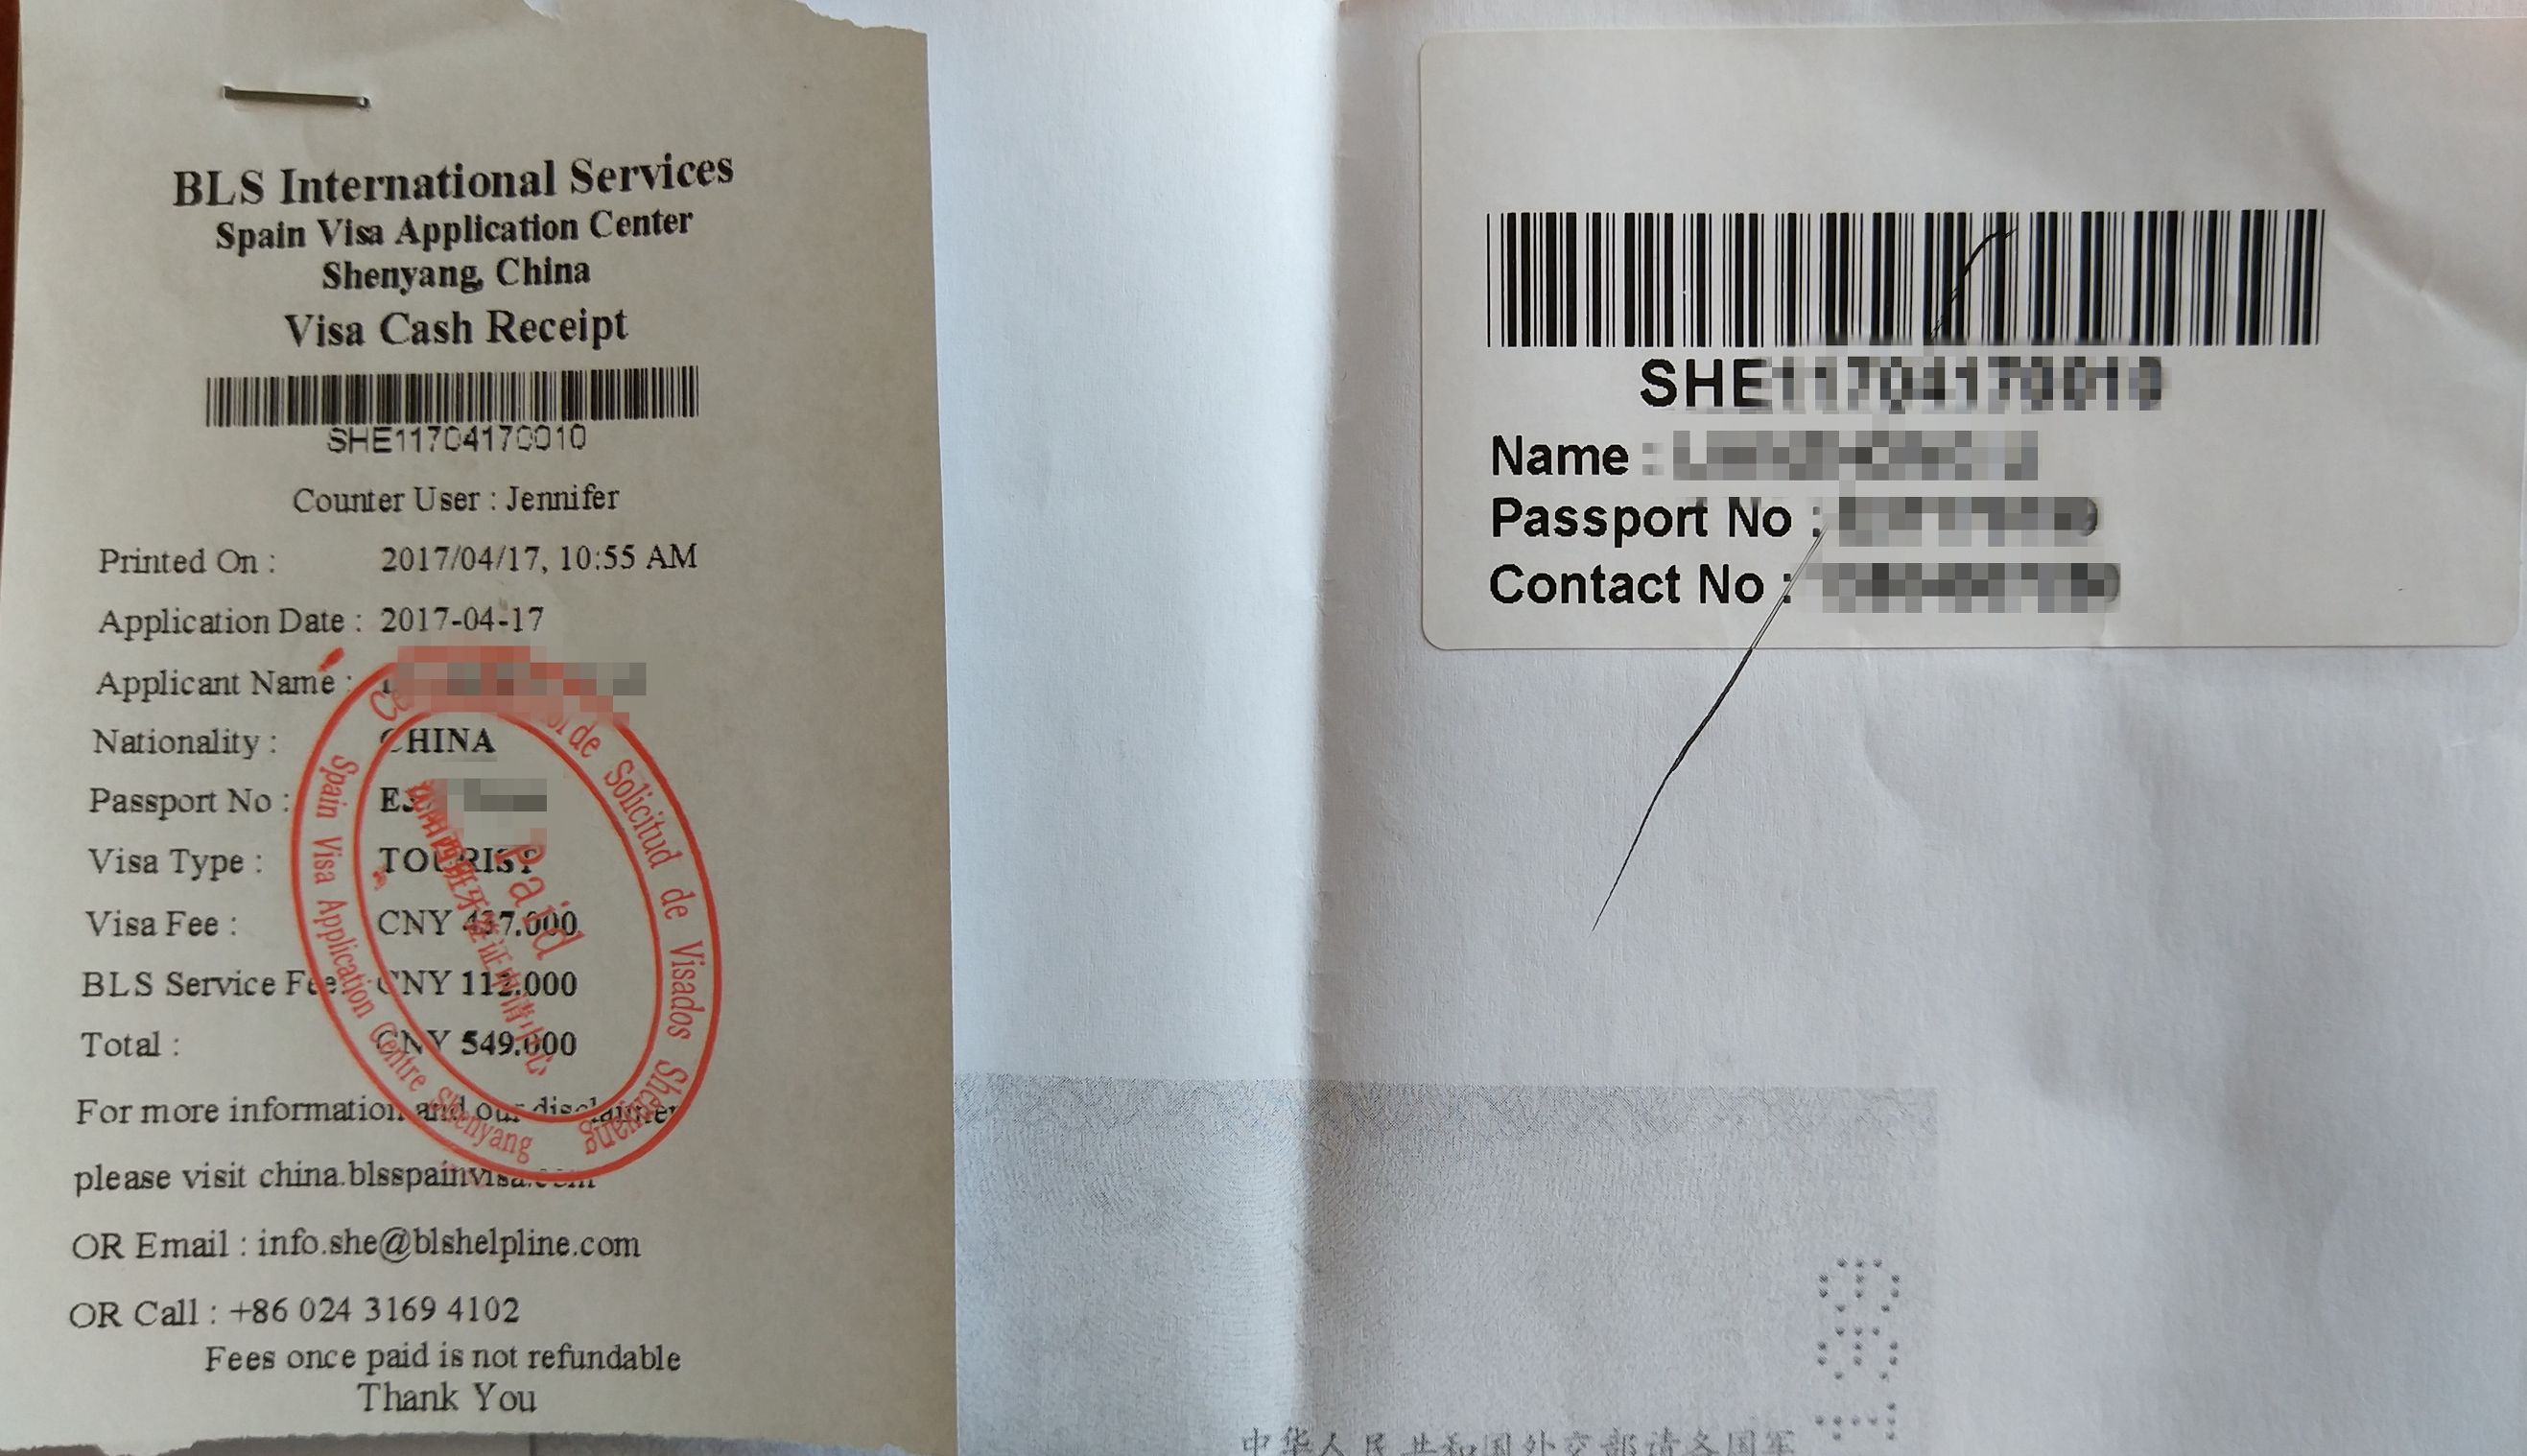 BLS International Services
Spain Visa Application Center
Shenyang, China
Visa Cash Receipt
SHE11704170010
Counter User : Jennifer
Printed On : 2017/04/17, 10:55 AM
Application Date : 2017-04-17
Applicant Name :
Nationality : CHINA
Passport No :
Visa Type : TOURIST
Visa Fee : CNY 437.000
BLS Service Fee: CNY 112.000
Total : CNY 549.000
For more information and our disclaimer
please visit china.blsspainvisa.com
OR Email : info.she@blshelpline.com
OR Call : +86 024 3169 4102
Fees once paid is not refundable
Thank You
de Solicitud de Visados Shenyang
Spain Visa Application Centre Shenyang
Paid
SHE11704170010
Name :
Passport No :
Contact No :
中华人民共和国外交部请各国军